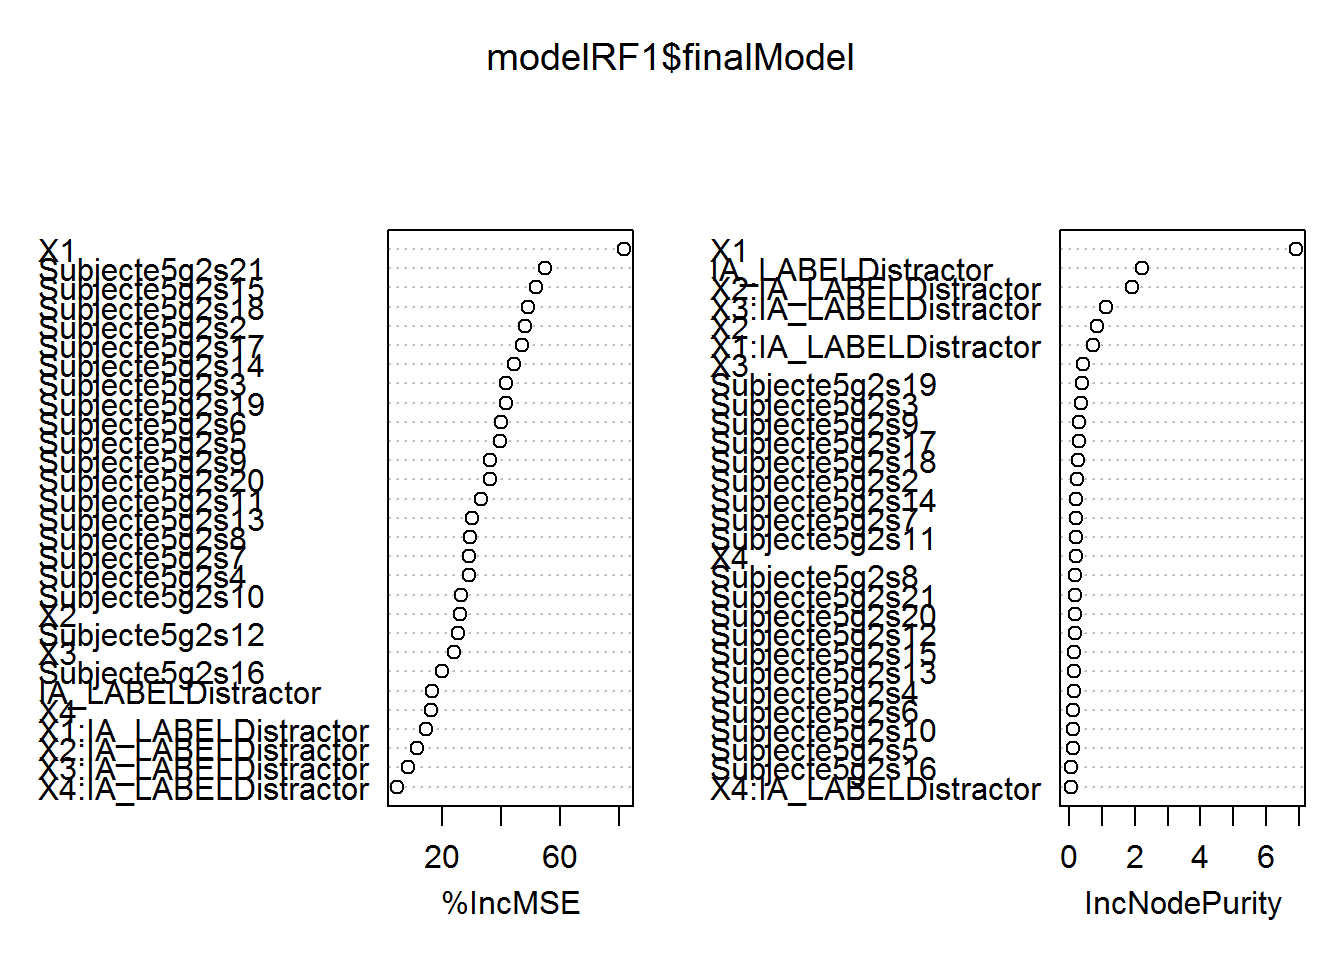 modelRF1$finalModel
X1
Subjecte5g2s21
Subjecte5g2s15
Subjecte5g2s18
Subjecte5g2s2
Subjecte5g2s17
Subjecte5g2s14
Subjecte5g2s3
Subjecte5g2s19
Subjecte5g2s6
Subjecte5g2s5
Subjecte5g2s9
Subjecte5g2s20
Subjecte5g2s11
Subjecte5g2s13
Subjecte5g2s8
Subjecte5g2s7
Subjecte5g2s4
Subjecte5g2s10
X2
Subjecte5g2s12
X3
Subjecte5g2s16
IA_LABELDistractor
X4
X1:IA_LABELDistractor
X2:IA_LABELDistractor
X3:IA_LABELDistractor
X4:IA_LABELDistractor
20 60
%IncMSE
X1
IA_LABELDistractor
X2:IA_LABELDistractor
X3:IA_LABELDistractor
X2
X1:IA_LABELDistractor
X3
Subjecte5g2s19
Subjecte5g2s3
Subjecte5g2s9
Subjecte5g2s17
Subjecte5g2s18
Subjecte5g2s2
Subjecte5g2s14
Subjecte5g2s7
Subjecte5g2s11
X4
Subjecte5g2s8
Subjecte5g2s21
Subjecte5g2s20
Subjecte5g2s12
Subjecte5g2s15
Subjecte5g2s13
Subjecte5g2s4
Subjecte5g2s6
Subjecte5g2s10
Subjecte5g2s5
Subjecte5g2s16
X4:IA_LABELDistractor
0 2 4 6
IncNodePurity